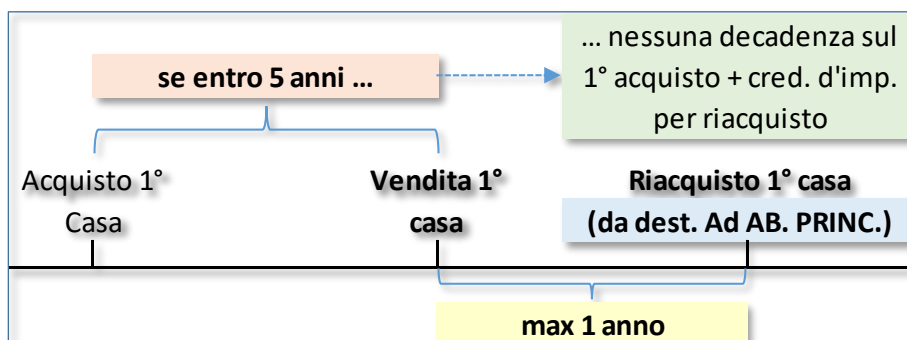 ... nessuna decadenza sul
1° acquisto + cred. d'imp.
per riacquisto
se entro 5 anni ...
Acquisto 1°
Casa
Vendita 1°
casa
Riacquisto 1° casa
(da dest. Ad AB. PRINC.)
max 1 anno